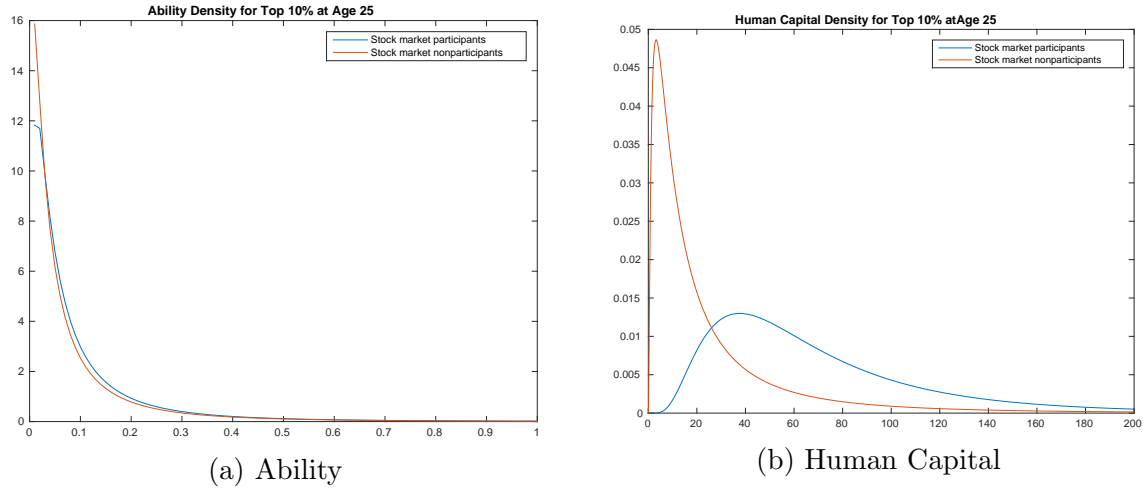 Ability Density for Top 10% at Age 25
Stock market participants
Stock market nonparticipants
16
14
12
10
8
6
4
2
0
0 0.1 0.2 0.3 0.4 0.5 0.6 0.7 0.8 0.9 1
(a) Ability
Human Capital Density for Top 10% atAge 25
Stock market participants
Stock market nonparticipants
0.05
0.045
0.04
0.035
0.03
0.025
0.02
0.015
0.01
0.005
0
0 20 40 60 80 100 120 140 160 180 200
(b) Human Capital